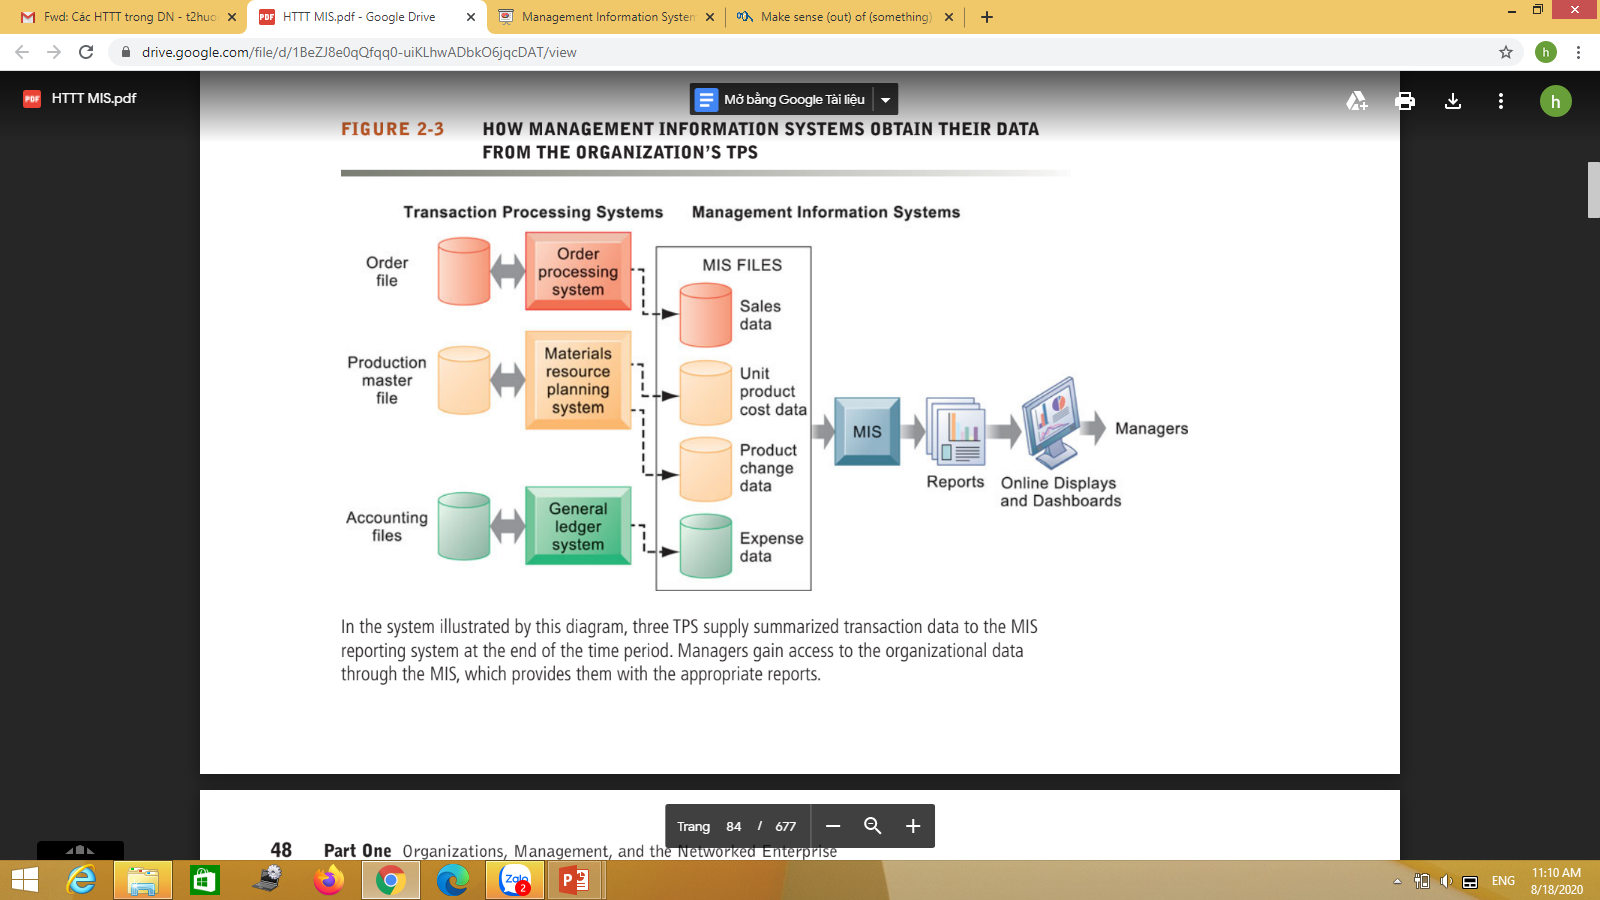 Fwd: Các HTTT trong DN - t2huo
HTTT MIS.pdf - Google Drive
Management Information System
Make sense (out) of (something)
drive.google.com/file/d/1BeZJ8e0qQfqq0-uiKLhwADbkO6jqcDAT/view
h
PDF
HTTT MIS.pdf
Mở bằng Google Tài liệu
h
FIGURE 2-3 HOW MANAGEMENT INFORMATION SYSTEMS OBTAIN THEIR DATA
FROM THE ORGANIZATION'S TPS
Transaction Processing Systems Management Information Systems
Order
file
Order
processing
system
MIS FILES
Sales
data
Production
master
file
Materials
resource
planning
system
Unit
product
cost data
Product
change
data
Accounting
files
General
ledger
system
Expense
data
MIS
Reports
Online Displays
and Dashboards
Managers
In the system illustrated by this diagram, three TPS supply summarized transaction data to the MIS
reporting system at the end of the time period. Managers gain access to the organizational data
through the MIS, which provides them with the appropriate reports.
Trang 84 / 677
48 Part One Organizations, Management, and the Networked Enterprise
Zalo
2
P
ENG
11:10 AM
8/18/2020